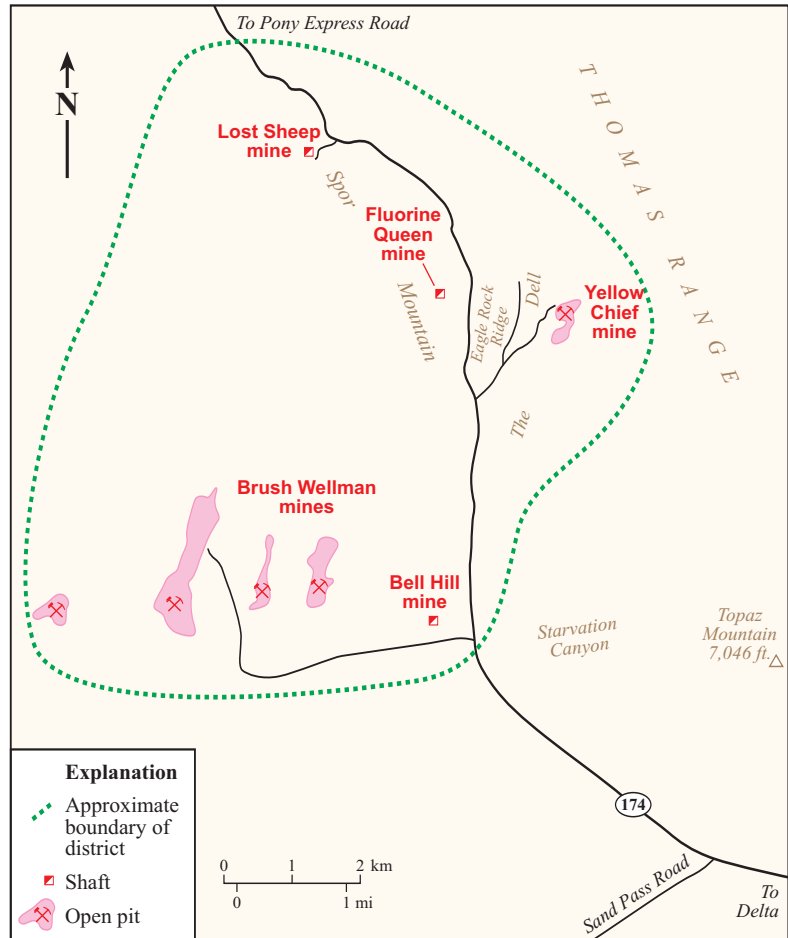 To Pony Express Road
N
THOMAS RANGE
Lost Sheep
mine
Spor
Mountain
Fluorine
Queen
mine
Eagle Rock
Ridge
The
Dell
Yellow
Chief
mine
Brush Wellman
mines
Bell Hill
mine
Starvation
Canyon
Topaz
Mountain
7,046 ft.
174
Sand Pass Road
To
Delta
Explanation
Approximate
boundary of
district
Shaft
Open pit
0 1 2 km
0 1 mi